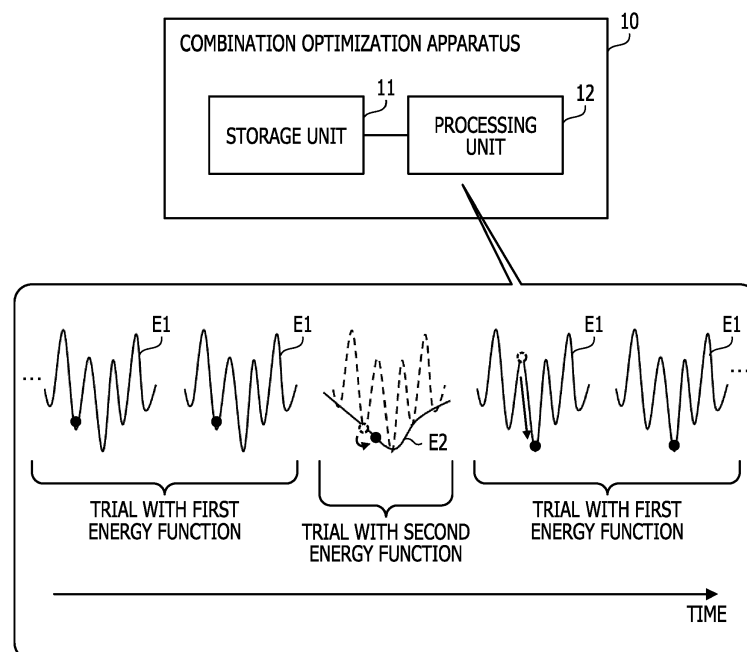 COMBINATION OPTIMIZATION APPARATUS
10
11
12
STORAGE UNIT
PROCESSING
UNIT
E1
E1
E1
E1
...
...
E2
TRIAL WITH FIRST
ENERGY FUNCTION
TRIAL WITH SECOND
ENERGY FUNCTION
TRIAL WITH FIRST
ENERGY FUNCTION
TIME